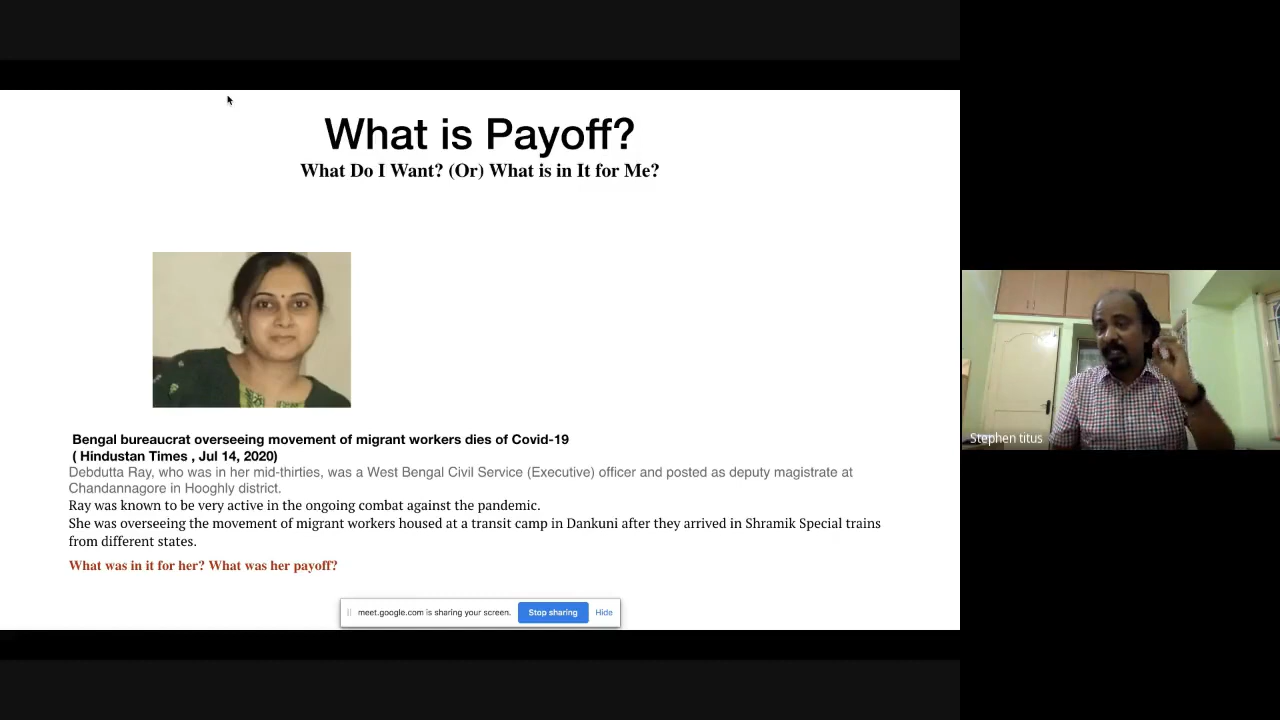 What is Payoff?
What Do I Want? (Or) What is in It for Me?
Bengal bureaucrat overseeing movement of migrant workers dies of Covid-19
( Hindustan Times , Jul 14, 2020)
Debdutta Ray, who was in her mid-thirties, was a West Bengal Civil Service (Executive) officer and posted as deputy magistrate at
Chandannagore in Hooghly district.
Ray was known to be very active in the ongoing combat against the pandemic.
She was overseeing the movement of migrant workers housed at a transit camp in Dankuni after they arrived in Shramik Special trains
from different states.
What was in it for her? What was her payoff?
meet.google.com is sharing your screen. Stop sharing Hide
Stephen titus